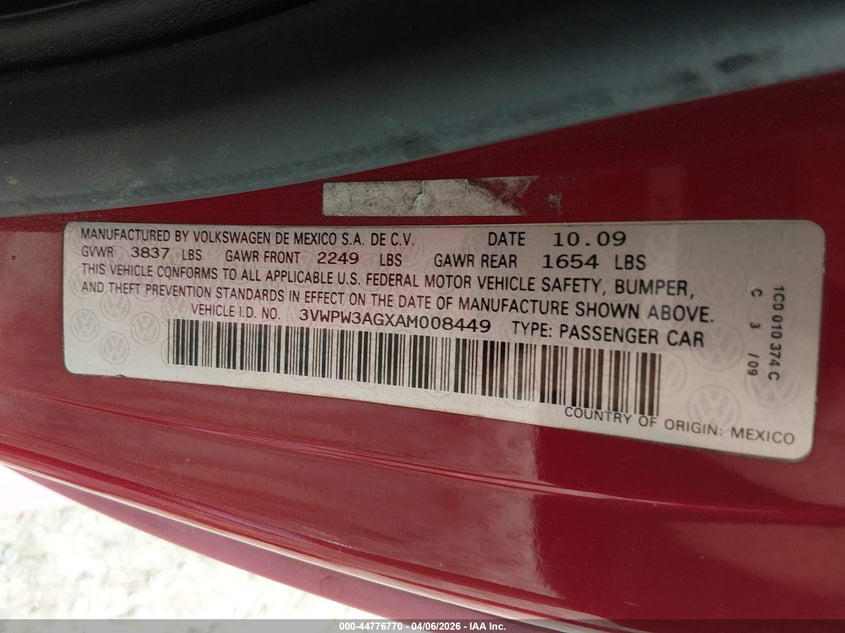 MANUFACTURED BY VOLKSWAGEN DE MEXICO S.A. DE C.V. DATE 10.09
GVWR 3837 LBS GAWR FRONT 2249 LBS GAWR REAR 1654 LBS
THIS VEHICLE CONFORMS TO ALL APPLICABLE U.S. FEDERAL MOTOR VEHICLE SAFETY, BUMPER,
AND THEFT PREVENTION STANDARDS IN EFFECT ON THE DATE OF MANUFACTURE SHOWN ABOVE.
VEHICLE I.D. NO. 3VWPW3AGXAM008449 TYPE: PASSENGER CAR
COUNTRY OF ORIGIN: MEXICO
1C0 010 374 C
C 3 /09
000-44776770 - 04/06/2026 - IAA Inc.